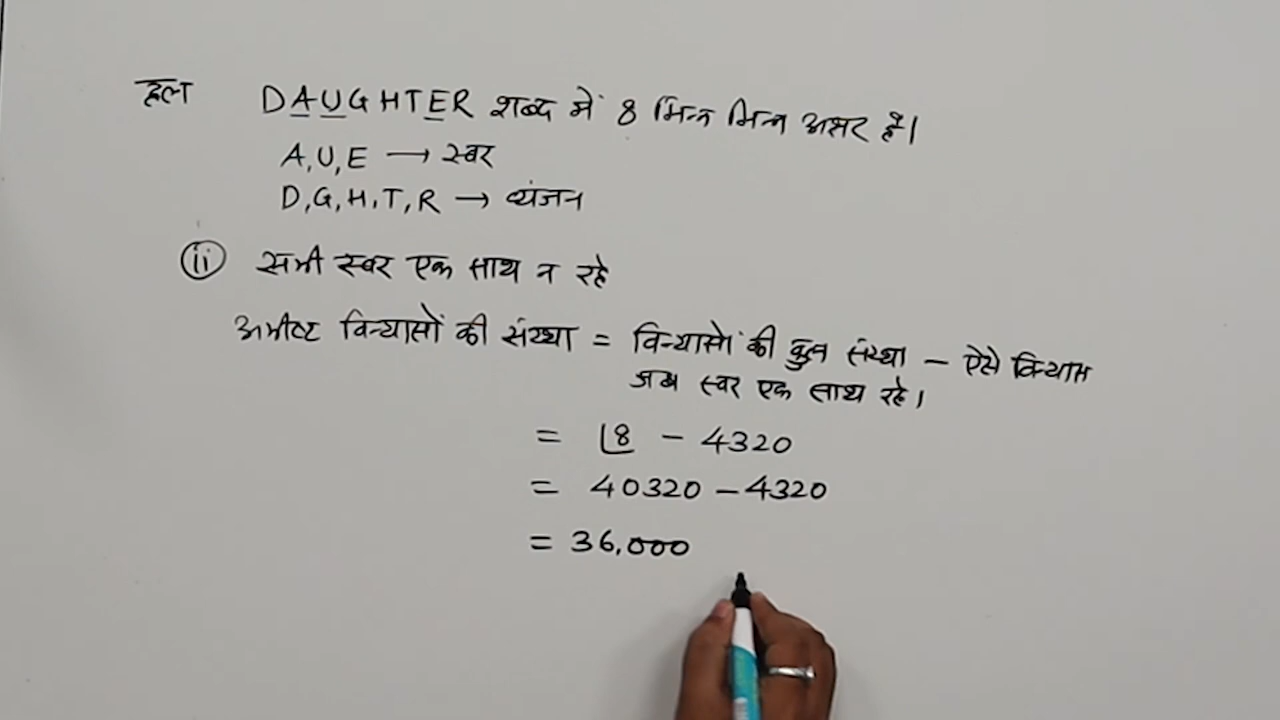 हल DAUGHTER शब्द में 8 भिन्न भिन्न अक्षर हैं।
A,U,E → स्वर
D,G,H,T,R → व्यंजन
(ii) सभी स्वर एक साथ न रहे
अभीष्ट विन्यासों की संख्या = विन्यासों की कुल संख्या – ऐसे विन्यास
जब स्वर एक साथ रहे।
= ⌊8 – 4320
= 40320 – 4320
= 36,000